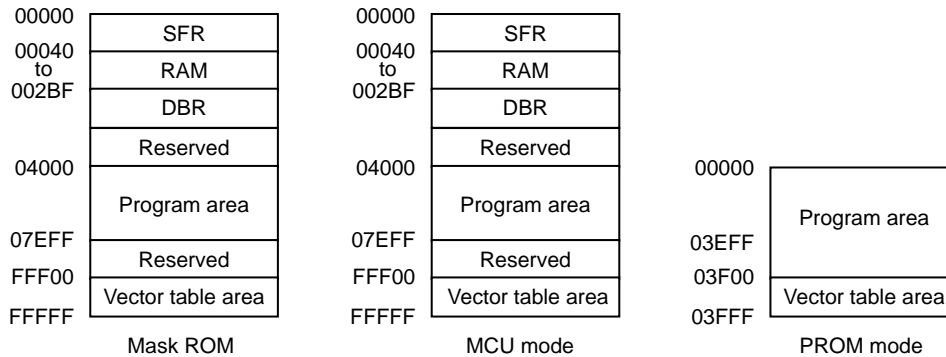 00000
SFR
00040
to
RAM
002BF
DBR
Reserved
04000
Program area
07EFF
Reserved
FFF00
Vector table area
FFFFF
Mask ROM
00000
SFR
00040
to
RAM
002BF
DBR
Reserved
04000
Program area
07EFF
Reserved
FFF00
Vector table area
FFFFF
MCU mode
00000
Program area
03EFF
03F00
Vector table area
03FFF
PROM mode